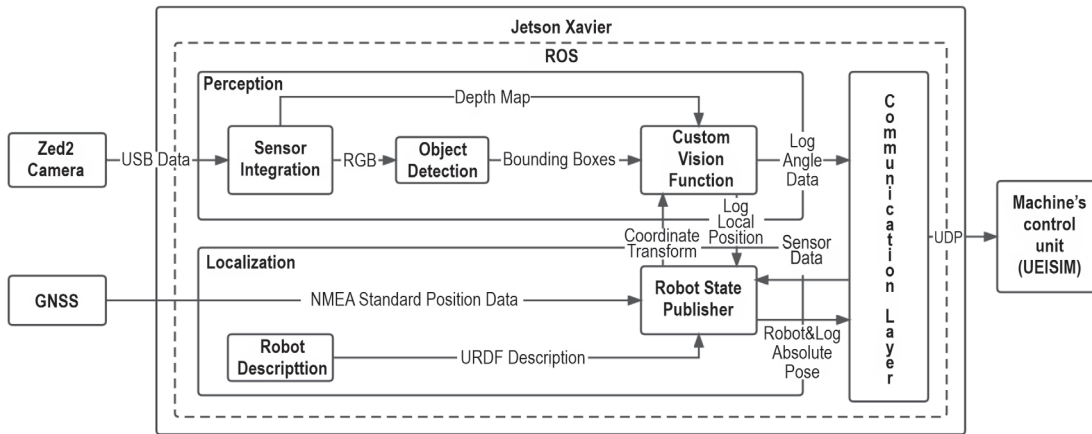 Jetson Xavier
ROS
Perception
Depth Map
Zed2
Camera
USB Data
Sensor
Integration
RGB
Object
Detection
Bounding Boxes
Custom
Vision
Function
Log
Angle
Data
Communication Layer
UDP
Machine's
control
unit
(UEISIM)
Coordinate
Transform
Log
Local
Position
Sensor
Data
Localization
GNSS
NMEA Standard Position Data
Robot State
Publisher
Robot&Log
Absolute
Pose
Robot
Descripttion
URDF Description